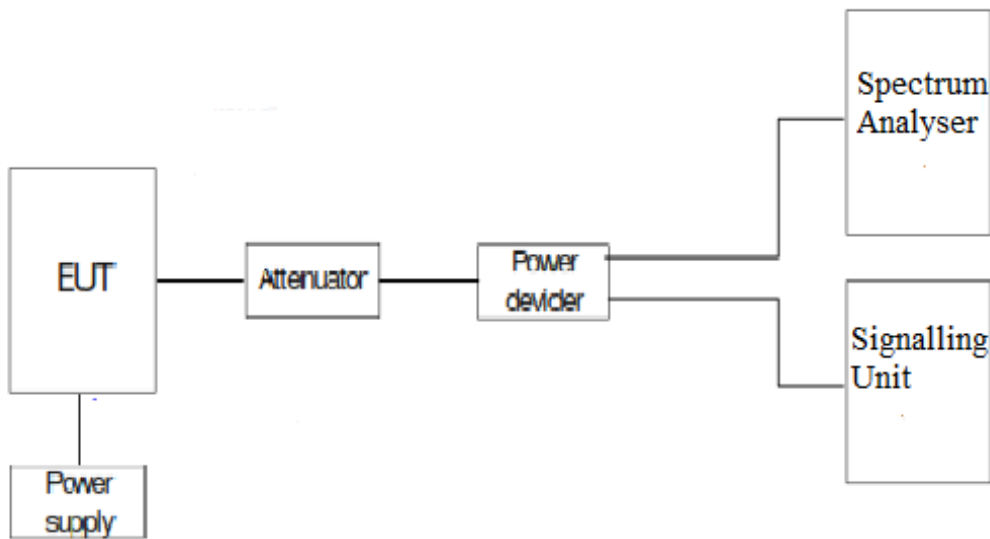 Spectrum
Analyser
EUT
Attenuator
Power
devider
Signalling
Unit
Power
supply